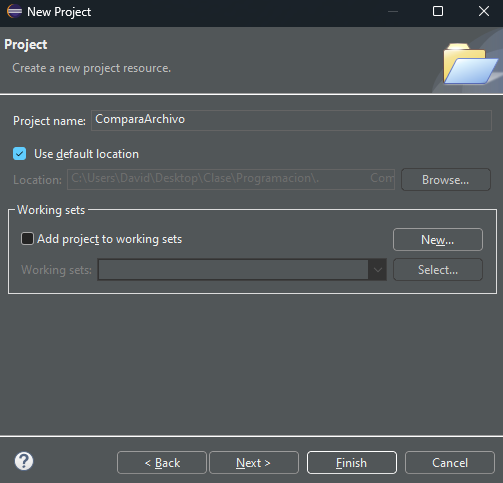 New Project
Project
Create a new project resource.
Project name: ComparaArchivo
Use default location
Location: C:\Users\David\Desktop\Clase\Programacion\. Com Browse...
Working sets
Add project to working sets New...
Working sets: Select...
? < Back Next > Finish Cancel